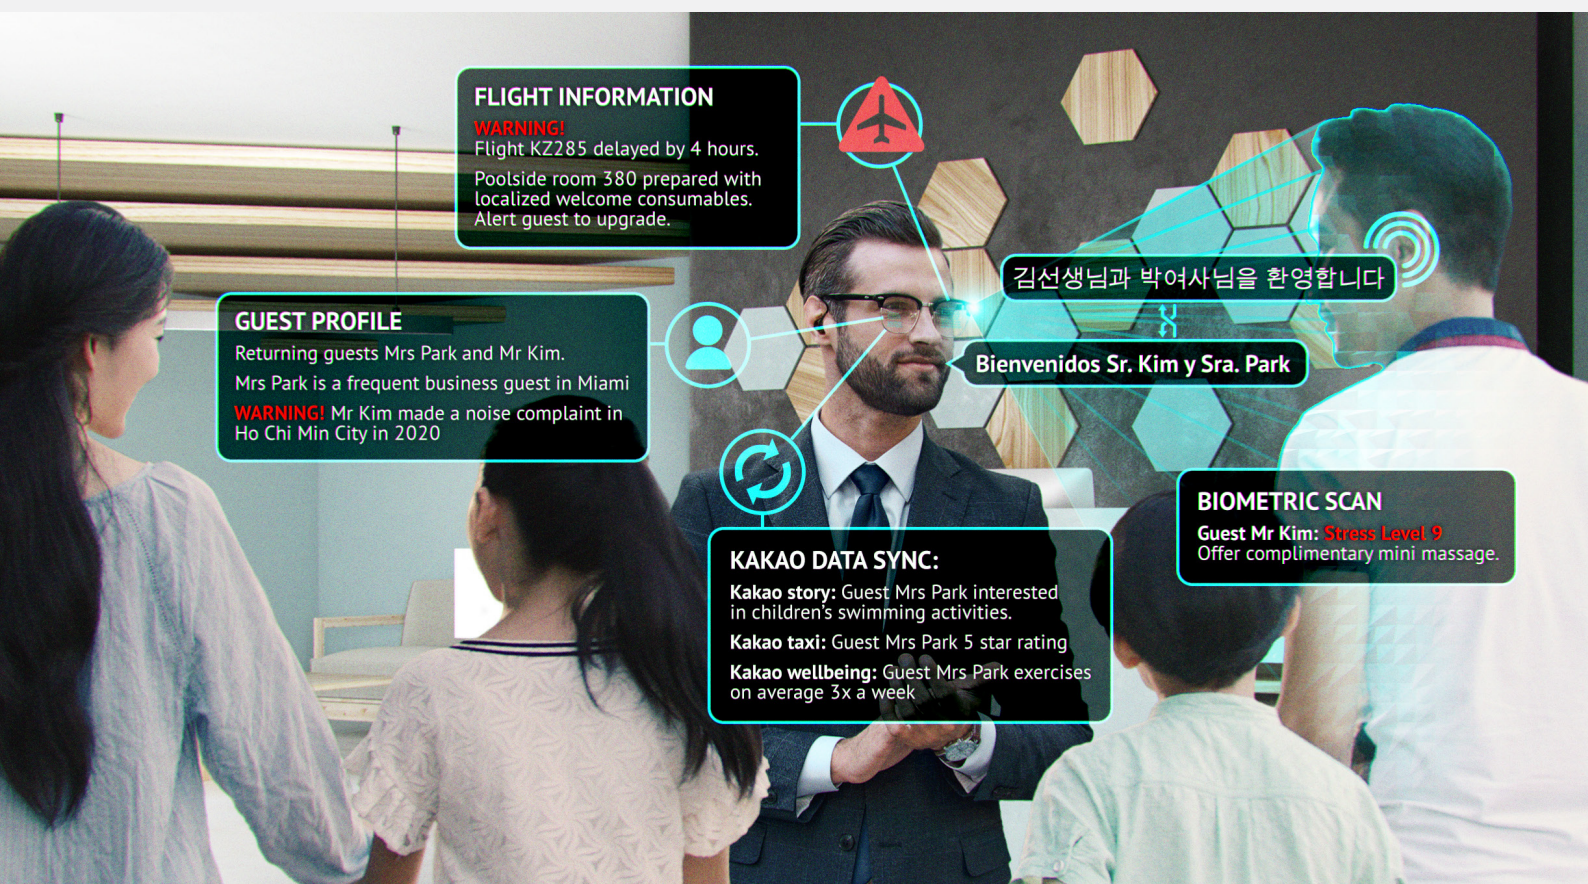 FLIGHT INFORMATION
WARNING!
Flight KZ285 delayed by 4 hours.
Poolside room 380 prepared with
localized welcome consumables.
Alert guest to upgrade.
김선생님과 박여사님을 환영합니다
GUEST PROFILE
Returning guests Mrs Park and Mr Kim.
Mrs Park is a frequent business guest in Miami
WARNING! Mr Kim made a noise complaint in
Ho Chi Min City in 2020
Bienvenidos Sr. Kim y Sra. Park
BIOMETRIC SCAN
Guest Mr Kim: Stress Level 9
Offer complimentary mini massage.
KAKAO DATA SYNC:
Kakao story: Guest Mrs Park interested
in children's swimming activities.
Kakao taxi: Guest Mrs Park 5 star rating
Kakao wellbeing: Guest Mrs Park exercises
on average 3x a week